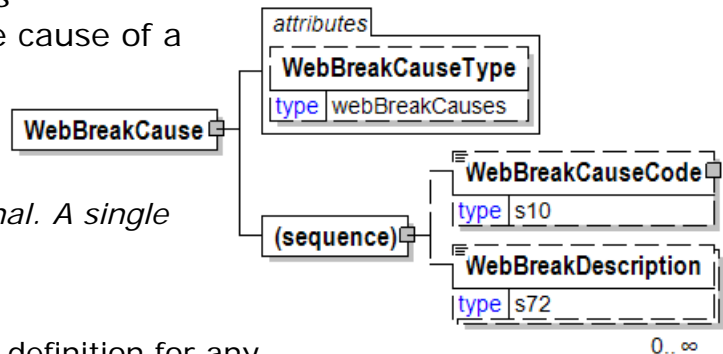 attributes
e cause of a
WebBreakCauseType
type webBreakCauses
WebBreakCause
WebBreakCauseCode
nal. A single
type s10
(sequence)
WebBreakDescription
type s72
definition for any
0..∞